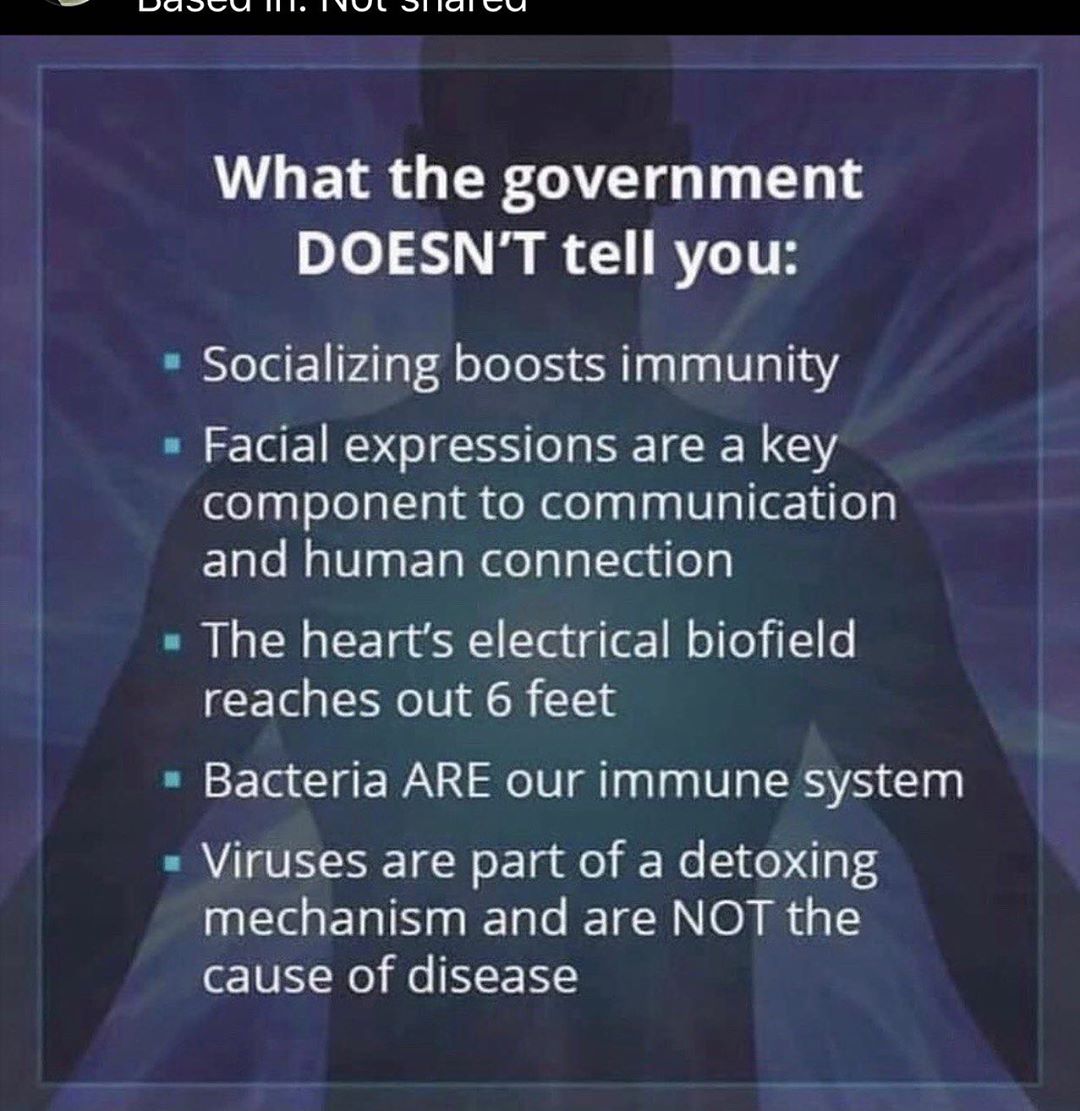 Based in: Not shared
What the government
DOESN'T tell you:
▪ Socializing boosts immunity
▪ Facial expressions are a key
component to communication
and human connection
▪ The heart's electrical biofield
reaches out 6 feet
▪ Bacteria ARE our immune system
▪ Viruses are part of a detoxing
mechanism and are NOT the
cause of disease